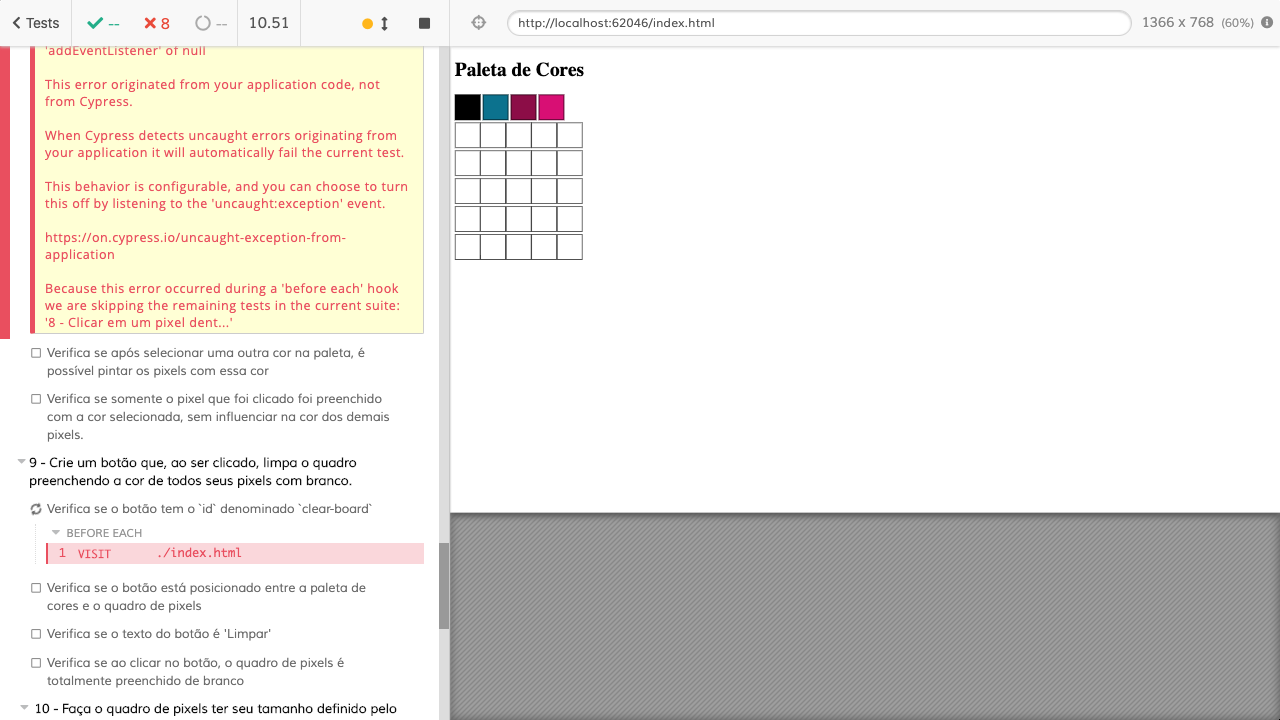 Tests
--
8
--
10.51
http://localhost:62046/index.html
1366 x 768 (60%)
'addEventListener' of null
This error originated from your application code, not
from Cypress.
When Cypress detects uncaught errors originating from
your application it will automatically fail the current test.
This behavior is configurable, and you can choose to turn
this off by listening to the 'uncaught:exception' event.
https://on.cypress.io/uncaught-exception-from-
application
Because this error occurred during a 'before each' hook
we are skipping the remaining tests in the current suite:
'8 - Clicar em um pixel dent...'
Verifica se após selecionar uma outra cor na paleta, é
possível pintar os pixels com essa cor
Verifica se somente o pixel que foi clicado foi preenchido
com a cor selecionada, sem influenciar na cor dos demais
pixels.
9 - Crie um botão que, ao ser clicado, limpa o quadro
preenchendo a cor de todos seus pixels com branco.
Verifica se o botão tem o `id` denominado `clear-board`
BEFORE EACH
1 VISIT ./index.html
Verifica se o botão está posicionado entre a paleta de
cores e o quadro de pixels
Verifica se o texto do botão é 'Limpar'
Verifica se ao clicar no botão, o quadro de pixels é
totalmente preenchido de branco
10 - Faça o quadro de pixels ter seu tamanho definido pelo
Paleta de Cores